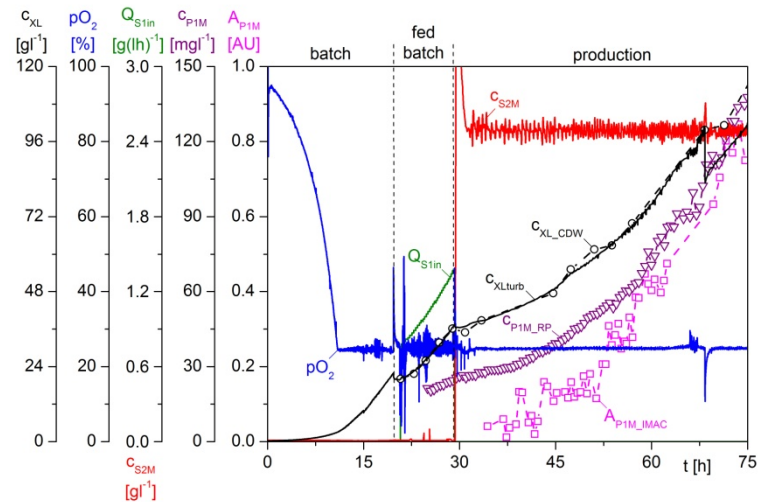 c_XL pO₂ Q_S1in c_P1M A_P1M
[gl⁻¹] [%] [g(lh)⁻¹] [mgl⁻¹] [AU]
batch fed batch production
120 100 3.0 150 1.0
96 80 2.4 120 0.8
72 60 1.8 90 0.6
48 40 1.2 60 0.4
24 20 0.6 30 0.2
0 0 0.0 0 0.0
c_S2M
c_XL_CDW
Q_S1in
c_XLturb
c_P1M_RP
pO₂
A_P1M_IMAC
0 15 30 45 60 75
t [h]
c_S2M
[gl⁻¹]